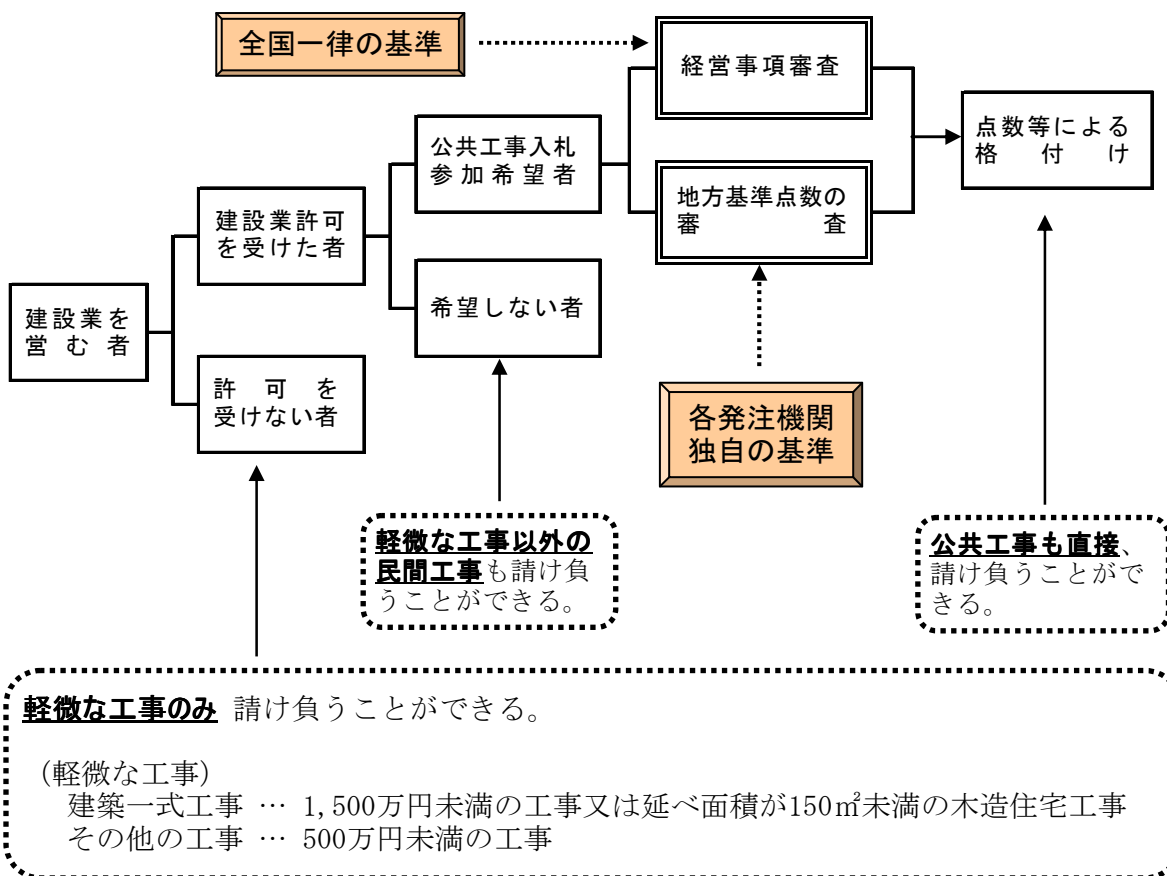 全国一律の基準
経営事項審査
点数等による
格付け
公共工事入札
参加希望者
地方基準点数の
審査
建設業許可
を受けた者
希望しない者
建設業を
営む者
許可を
受けない者
各発注機関
独自の基準
軽微な工事以外の
民間工事も請け負
うことができる。
公共工事も直接、
請け負うことがで
きる。
軽微な工事のみ 請け負うことができる。
（軽微な工事）
建築一式工事 … 1,500万円未満の工事又は延べ面積が150㎡未満の木造住宅工事
その他の工事 … 500万円未満の工事